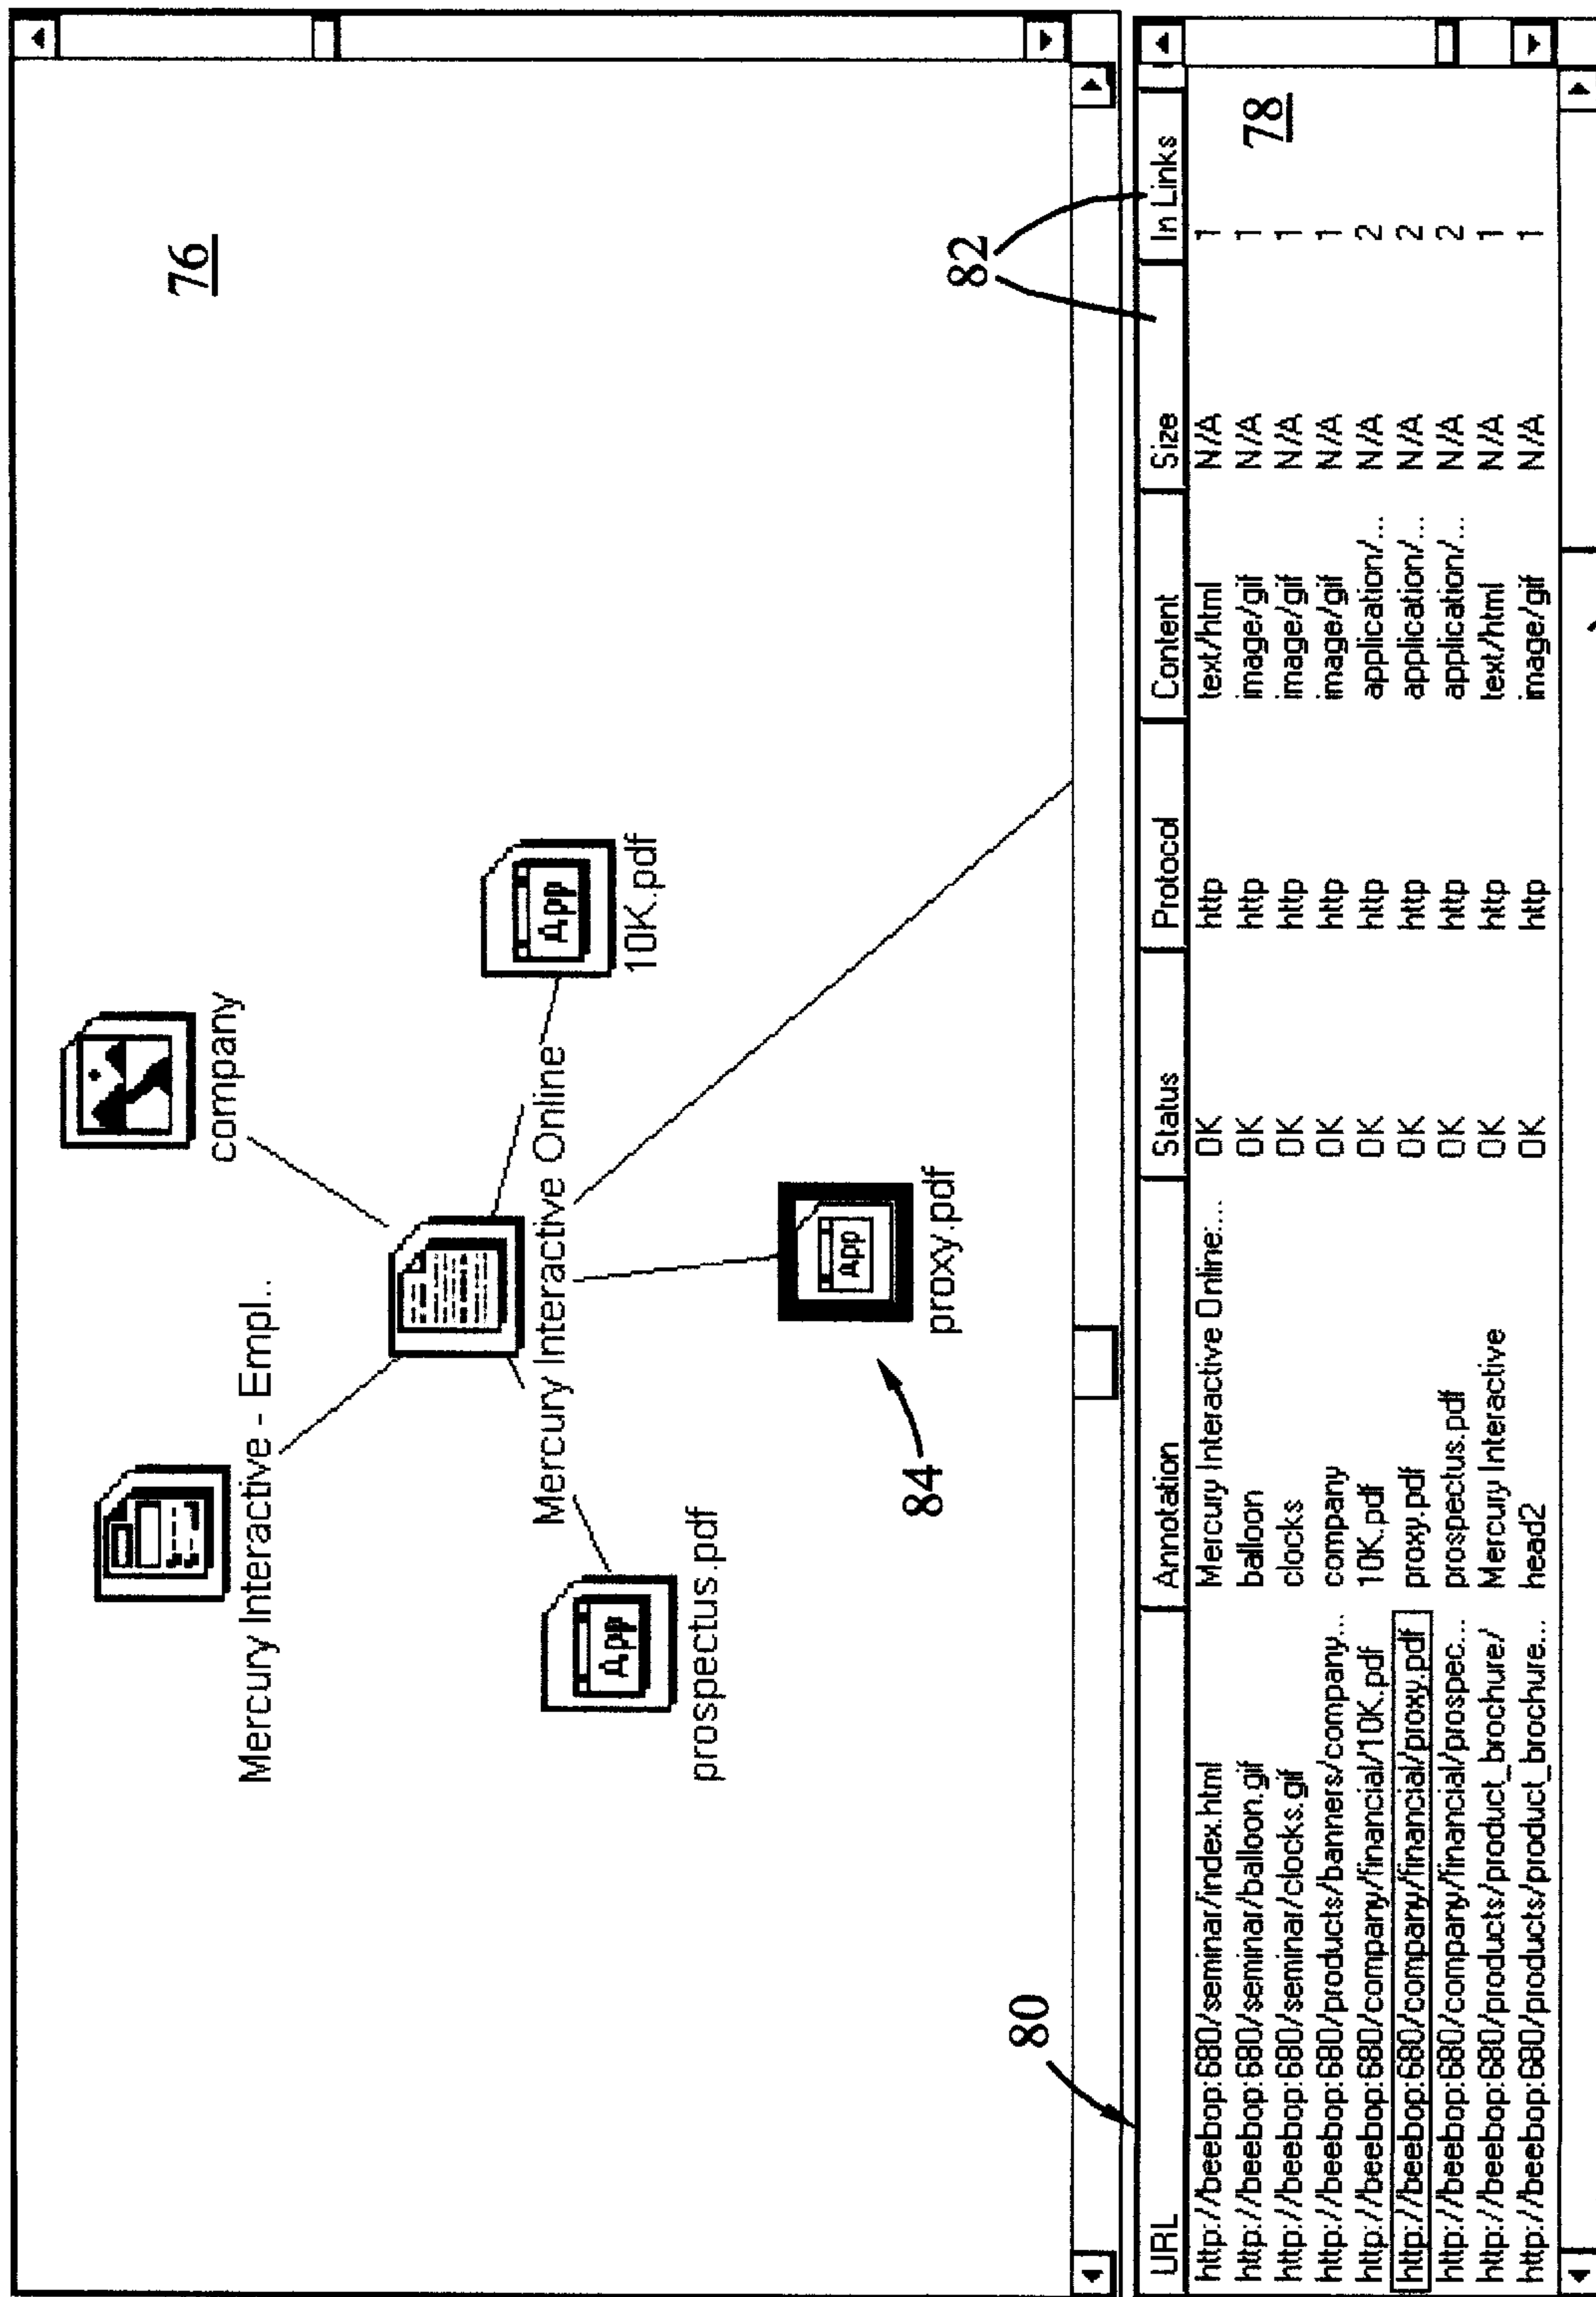 76
company
Mercury Interactive - Empl...
App
10K.pdf
Mercury Interactive Online
App
prospectus.pdf
App
proxy.pdf
84
82
80
URL Annotation Status Protocol Content Size In Links
http://beebop:680/seminar/index.html Mercury Interactive Online:... OK http text/html N/A 1
http://beebop:680/seminar/balloon.gif balloon OK http image/gif N/A 1
http://beebop:680/seminar/clocks.gif clocks OK http image/gif N/A 1
http://beebop:680/products/banners/company... company OK http image/gif N/A 1
http://beebop:680/company/financial/10K.pdf 10K.pdf OK http application/... N/A 2
http://beebop:680/company/financial/proxy.pdf proxy.pdf OK http application/... N/A 2
http://beebop:680/company/financial/prospec... prospectus.pdf OK http application/... N/A 2
http://beebop:680/products/product_brochure/ Mercury Interactive OK http text/html N/A 1
http://beebop:680/products/product_brochure... head2 OK http image/gif N/A 1
78